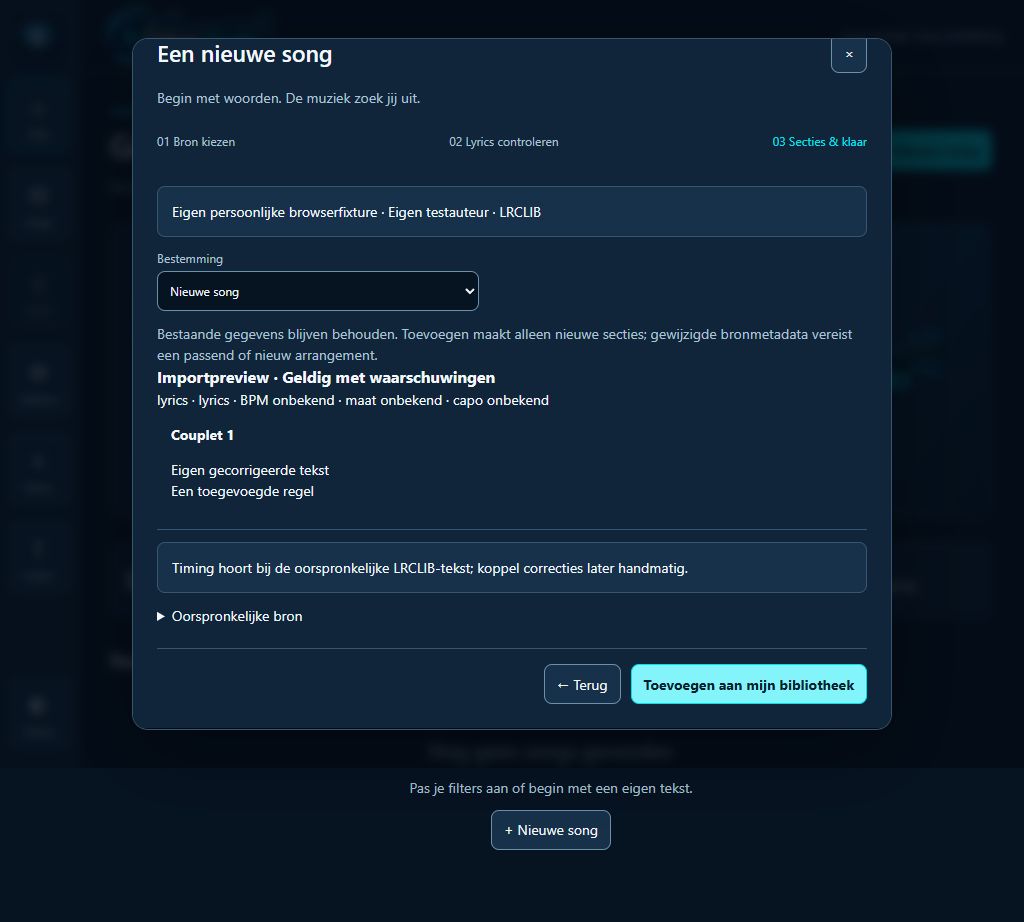 Een nieuwe song
×
Begin met woorden. De muziek zoek jij uit.
01 Bron kiezen
02 Lyrics controleren
03 Secties & klaar
Eigen persoonlijke browserfixture · Eigen testauteur · LRCLIB
Bestemming
Nieuwe song
Bestaande gegevens blijven behouden. Toevoegen maakt alleen nieuwe secties; gewijzigde bronmetadata vereist
een passend of nieuw arrangement.
Importpreview · Geldig met waarschuwingen
lyrics · lyrics · BPM onbekend · maat onbekend · capo onbekend
Couplet 1
Eigen gecorrigeerde tekst
Een toegevoegde regel
Timing hoort bij de oorspronkelijke LRCLIB-tekst; koppel correcties later handmatig.
▶ Oorspronkelijke bron
← Terug
Toevoegen aan mijn bibliotheek
Pas je filters aan of begin met een eigen tekst.
+ Nieuwe song